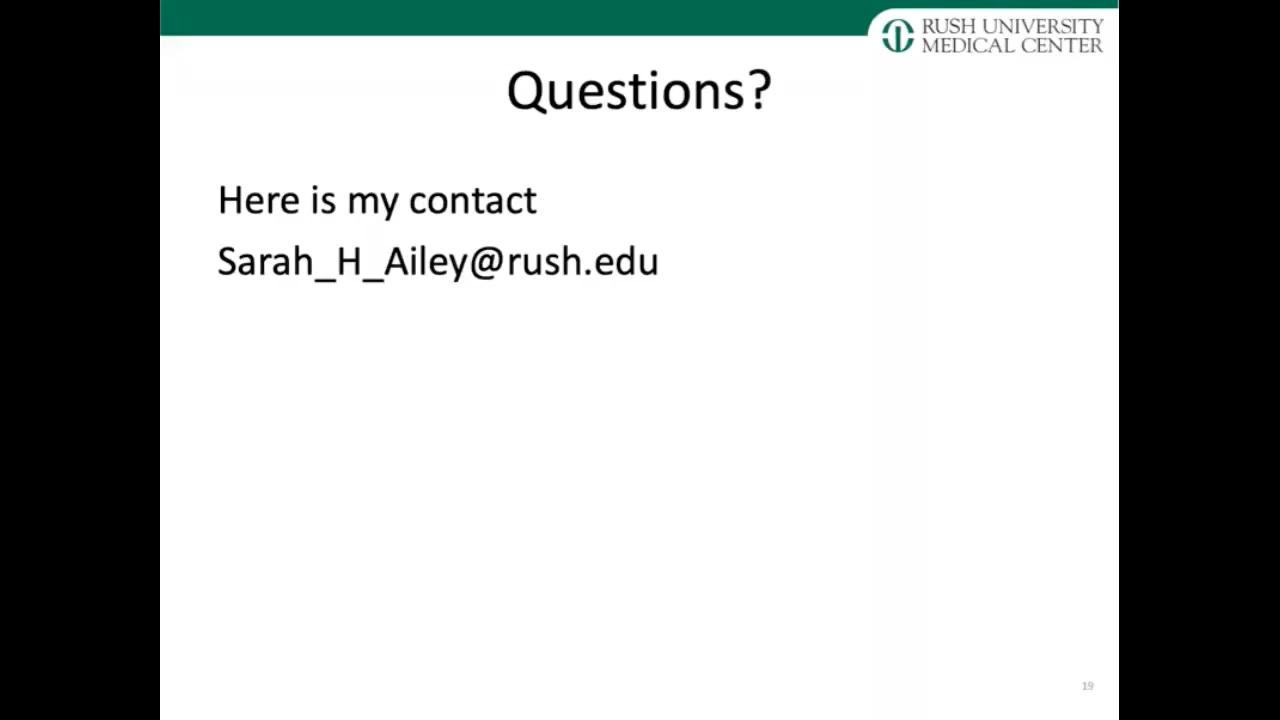 RUSH UNIVERSITY
MEDICAL CENTER
Questions?
Here is my contact
Sarah_H_Ailey@rush.edu
19